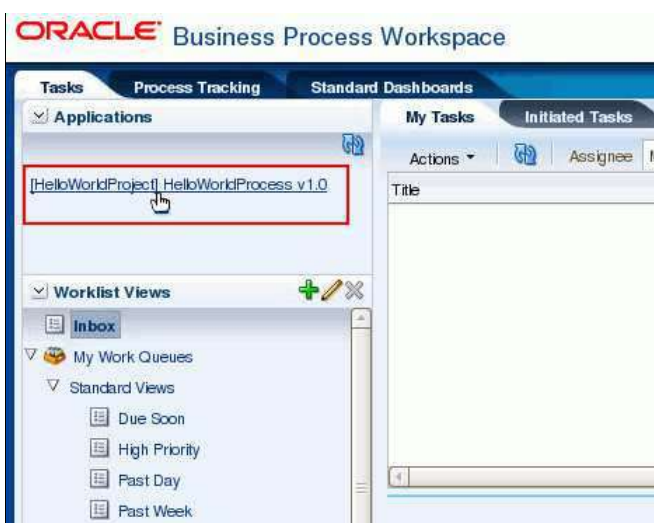 ORACLE Business Process Workspace
Tasks Process Tracking Standard Dashboards
Applications
[HelloWorldProject] HelloWorldProcess v1.0
Worklist Views
Inbox
My Work Queues
Standard Views
Due Soon
High Priority
Past Day
Past Week
My Tasks Initiated Tasks
Actions Assignee
Title